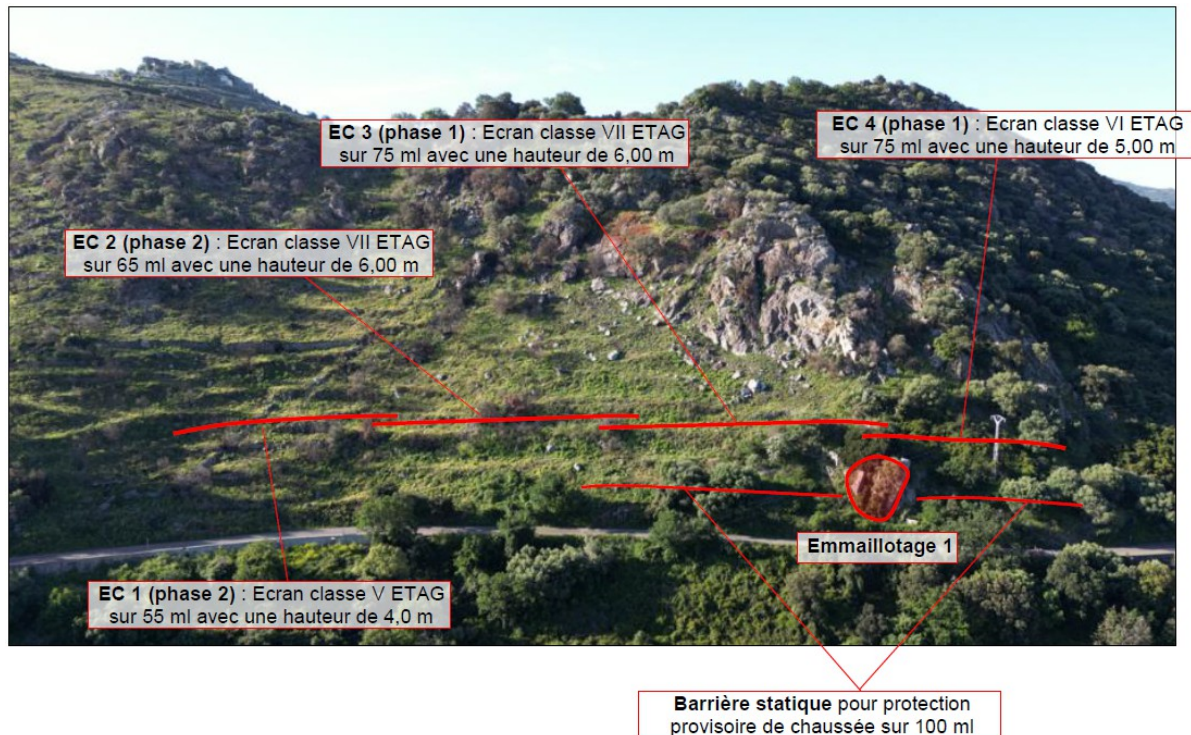 EC 3 (phase 1) : Ecran classe VII ETAG
sur 75 ml avec une hauteur de 6,00 m
EC 4 (phase 1) : Ecran classe VI ETAG
sur 75 ml avec une hauteur de 5,00 m
EC 2 (phase 2) : Ecran classe VII ETAG
sur 65 ml avec une hauteur de 6,00 m
Emmaillotage 1
EC 1 (phase 2) : Ecran classe V ETAG
sur 55 ml avec une hauteur de 4,0 m
Barrière statique pour protection
provisoire de chaussée sur 100 ml